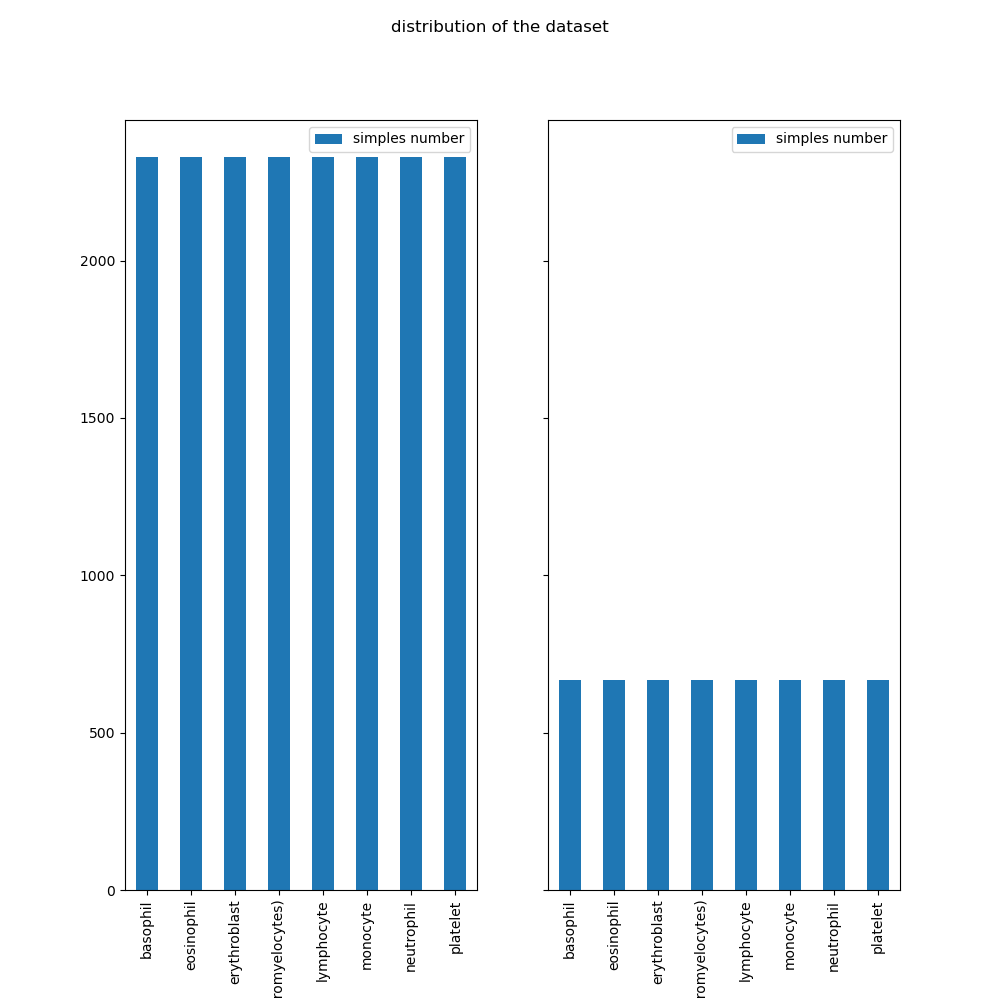 distribution of the dataset
simples number
2000
1500
1000
500
0
basophil
eosinophil
erythroblast
romyelocytes)
lymphocyte
monocyte
neutrophil
platelet
simples number
basophil
eosinophil
erythroblast
romyelocytes)
lymphocyte
monocyte
neutrophil
platelet